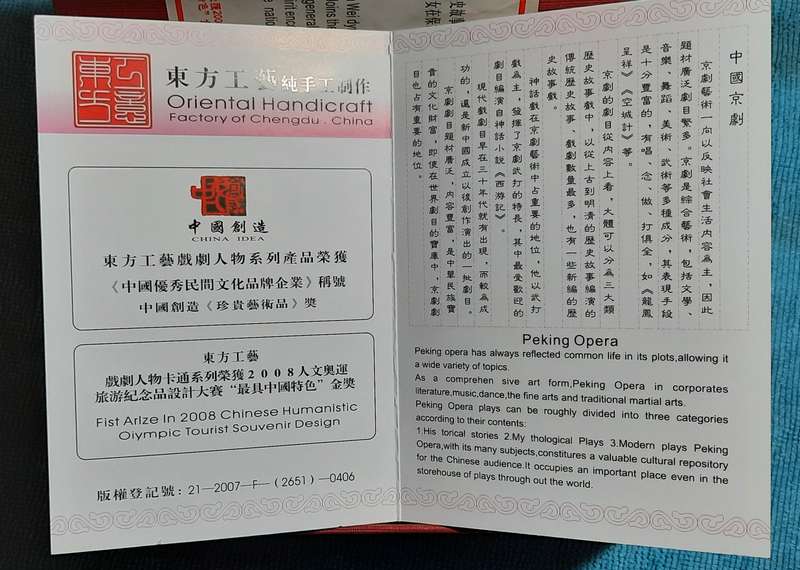 東方工藝
東方工藝純手工制作
Oriental Handicraft
Factory of Chengdu . China
中國創造
CHINA IDEA
東方工藝戲劇人物系列產品榮獲
《中國優秀民間文化品牌企業》稱號
中國創造《珍貴藝術品》獎
東方工藝
戲劇人物卡通系列榮獲2008人文奧運
旅游紀念品設計大賽“最具中國特色”金獎
Fist Arlze In 2008 Chinese Humanistic
Oiympic Tourist Souvenir Design
版權登記號：21—2007—F—(2651)—0406
中國京劇
京劇藝術一向以反映社會生活内容爲主，因此
題材廣泛劇目繁多。京劇是綜合藝術，包括文學、
音樂、舞蹈、美術、武術等多種成分，其表現手段
是十分豐富的，有唱、念、做、打俱全，如《龍鳳
呈祥》《空城計》等。
京劇的劇目從内容上看，大體可以分爲三大類
歷史故事戲中，以從上古到明清的歷史故事編演的
傳統歷史故事、戲劇數量最多，也有一些新編的歷
史故事戲。
神話戲在京劇藝術中占重要的地位，他以武打
戲爲主，發揮了京劇武打的特長，其中最受歡迎的
劇目編演自神話小説《西游記》。
現代戲劇目早在三十年代就有出現，而較爲成
功的，還是新中國成立以後創作演出的一批劇目。
京劇劇目題材廣泛，内容豐富，是中華民族寶
貴的文化財富，即使在世界劇目的寶庫中，京劇劇
目也占有重要的地位。
Peking Opera
Peking opera has always reflected common life in its plots,allowing it
a wide variety of topics.
As a comprehen sive art form,Peking Opera in corporates
literature,music,dance,the fine arts and traditional martial arts.
Peking Opera plays can be roughly divided into three categories
according to their contents:
1.His torical stories 2.My thological Plays 3.Modern plays Peking
Opera,with its many subjects,consitures a valuable cultural repository
for the Chinese audience.It occupies an important place even in the
storehouse of plays through out the world.